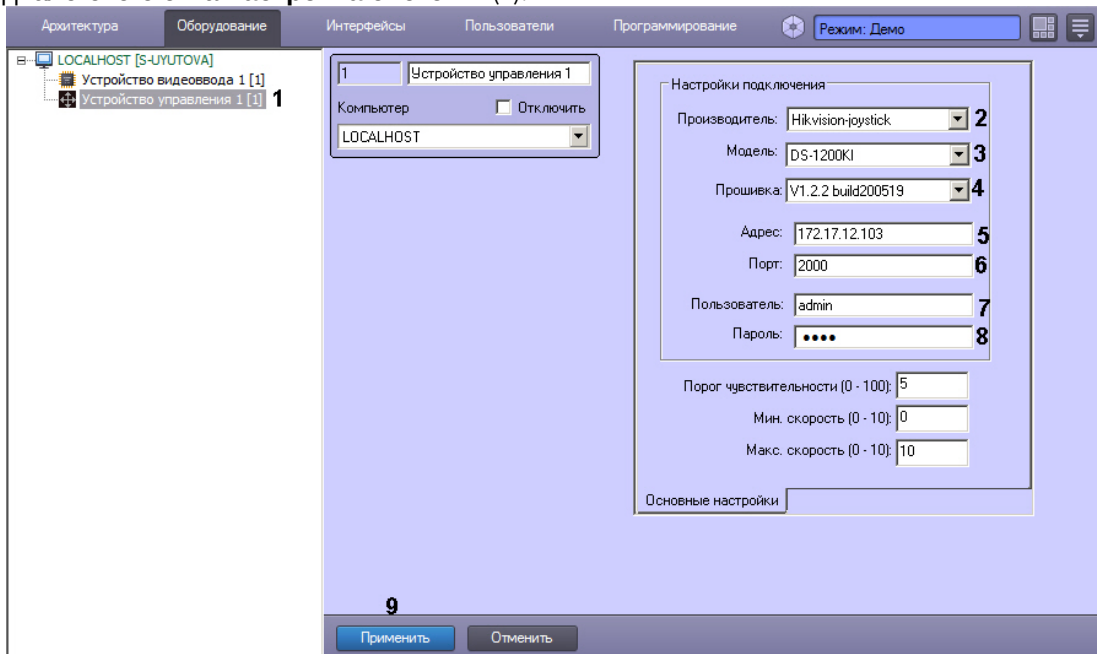 Архитектура Оборудование Интерфейсы Пользователи Программирование Режим: Демо
LOCALHOST [S-UYUTOVA]
Устройство видеоввода 1 [1]
Устройство управления 1 [1] 1
1 Устройство управления 1
Компьютер Отключить
LOCALHOST
Настройки подключения
Производитель: Hikvision-joystick 2
Модель: DS-1200KI 3
Прошивка: V1.2.2 build200519 4
Адрес: 172.17.12.103 5
Порт: 2000 6
Пользователь: admin 7
Пароль: •••• 8
Порог чувствительности (0 - 100): 5
Мин. скорость (0 - 10): 0
Макс. скорость (0 - 10): 10
Основные настройки
9
Применить Отменить